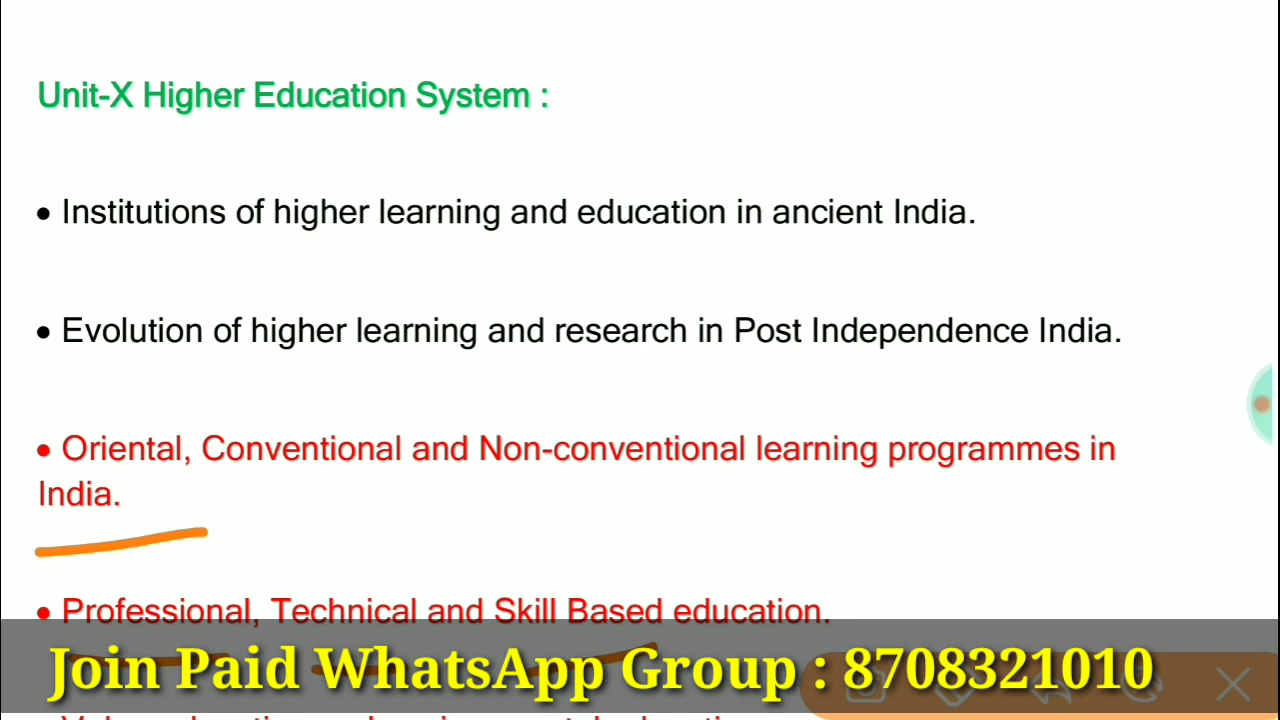 Unit-X Higher Education System :
• Institutions of higher learning and education in ancient India.
• Evolution of higher learning and research in Post Independence India.
• Oriental, Conventional and Non-conventional learning programmes in
India.
• Professional, Technical and Skill Based education.
Join Paid WhatsApp Group : 8708321010